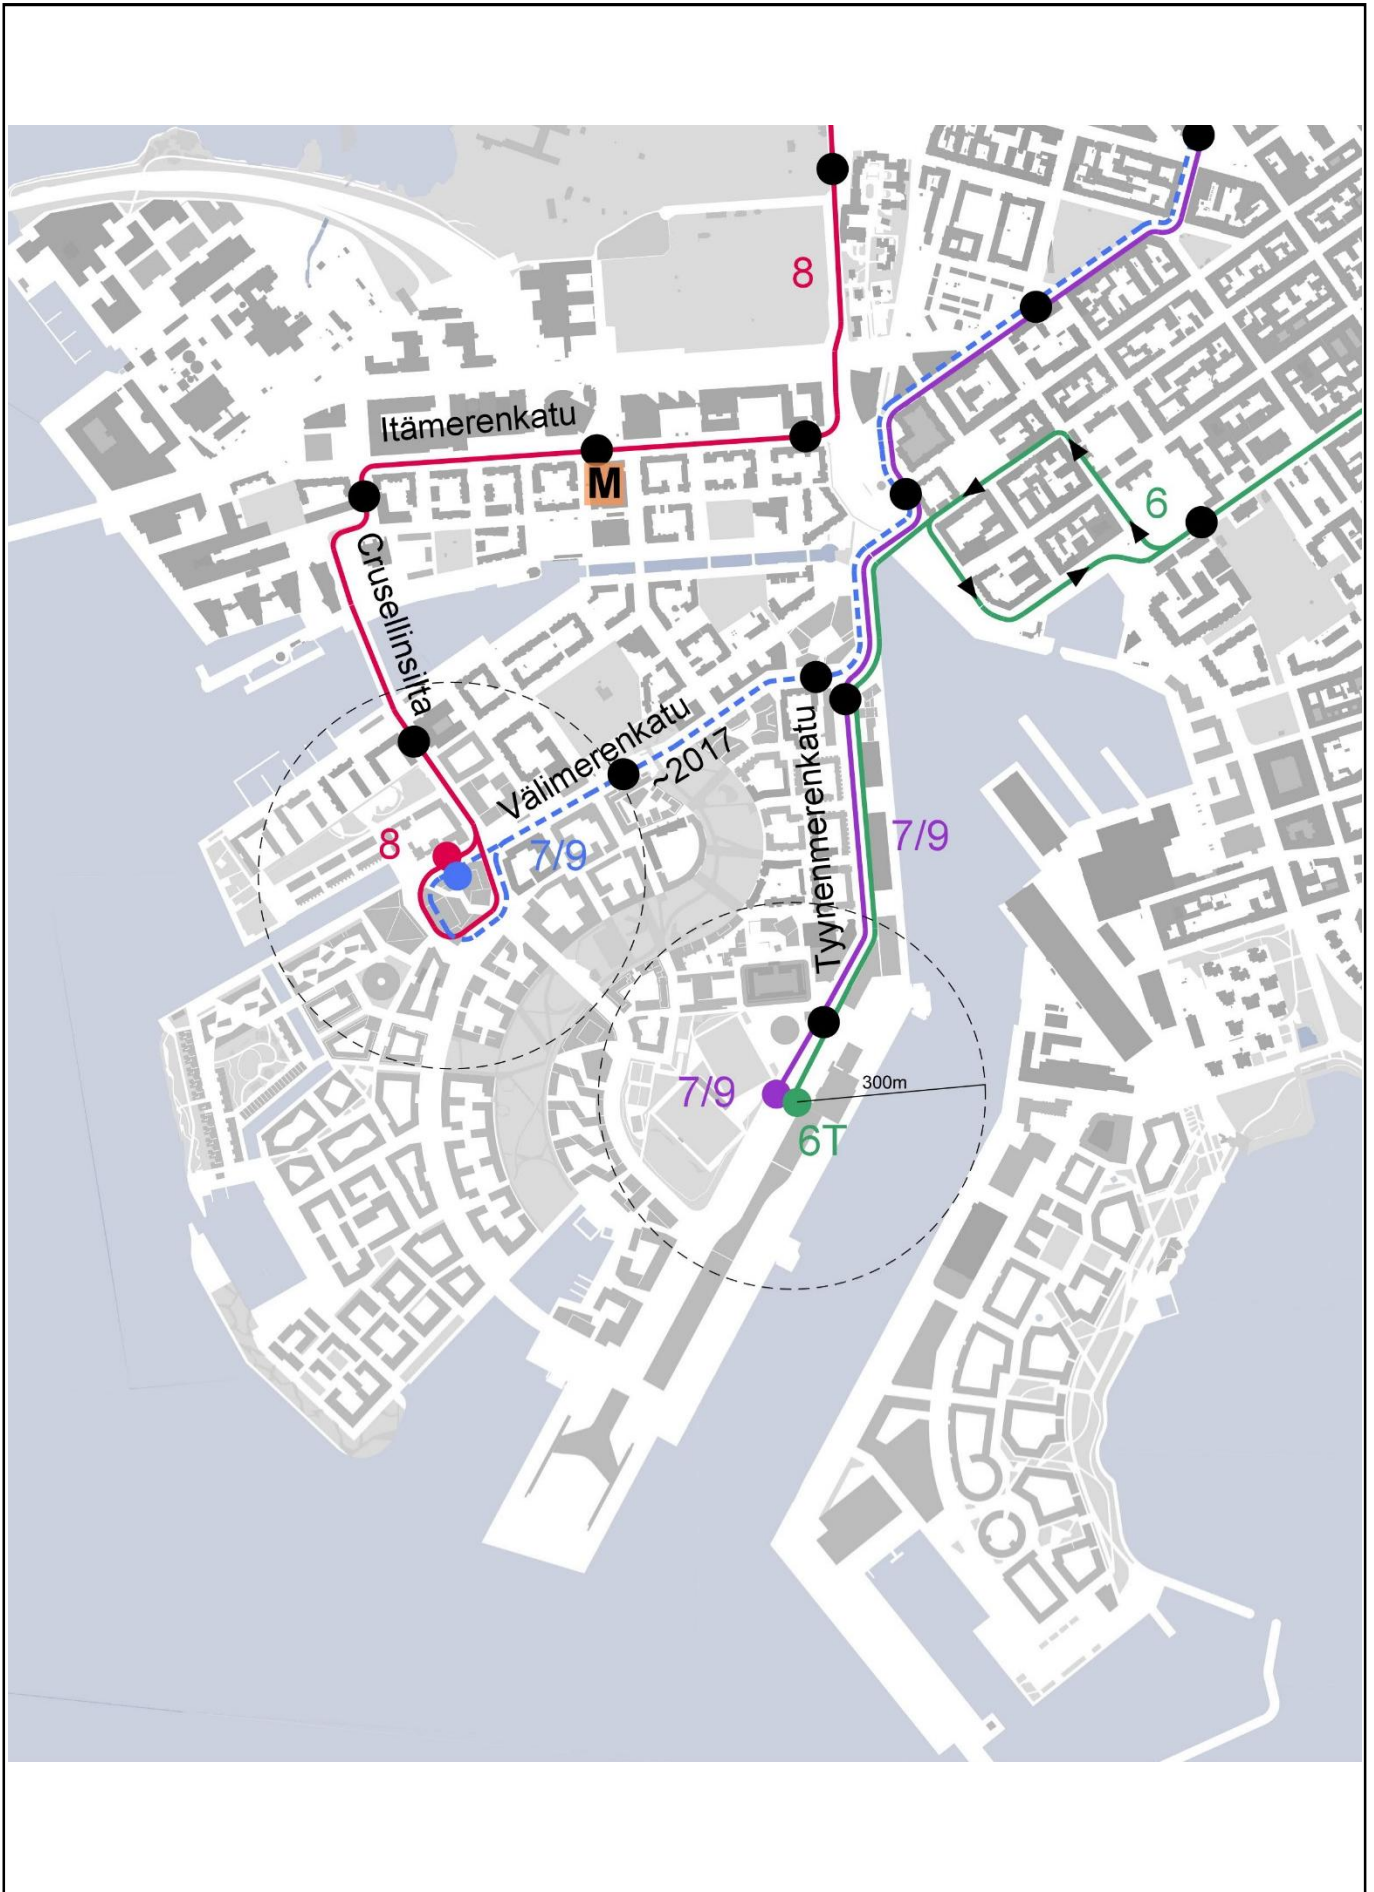 8
Itämerenkatu
M
6
Crusellinsilta
Välimerenkatu
~2017
Tyynenmerenkatu
7/9
8
7/9
7/9
300m
6T